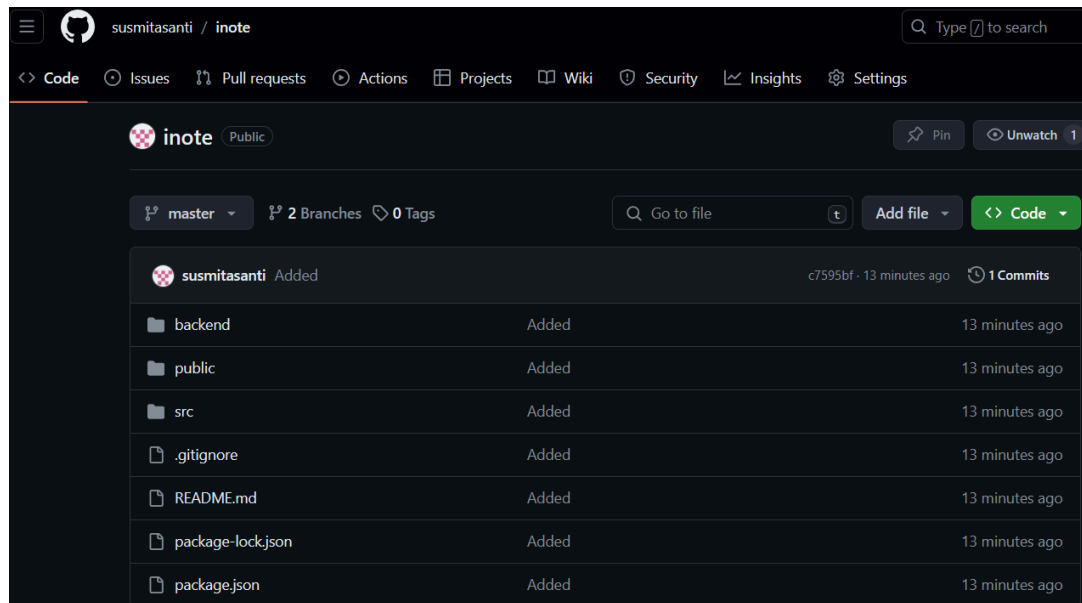 susmitasanti / inote
Type / to search
Code Issues Pull requests Actions Projects Wiki Security Insights Settings
inote Public
Pin Unwatch 1
master 2 Branches 0 Tags
Go to file t
Add file <> Code
susmitasanti Added c7595bf · 13 minutes ago 1 Commits
backend Added 13 minutes ago
public Added 13 minutes ago
src Added 13 minutes ago
.gitignore Added 13 minutes ago
README.md Added 13 minutes ago
package-lock.json Added 13 minutes ago
package.json Added 13 minutes ago